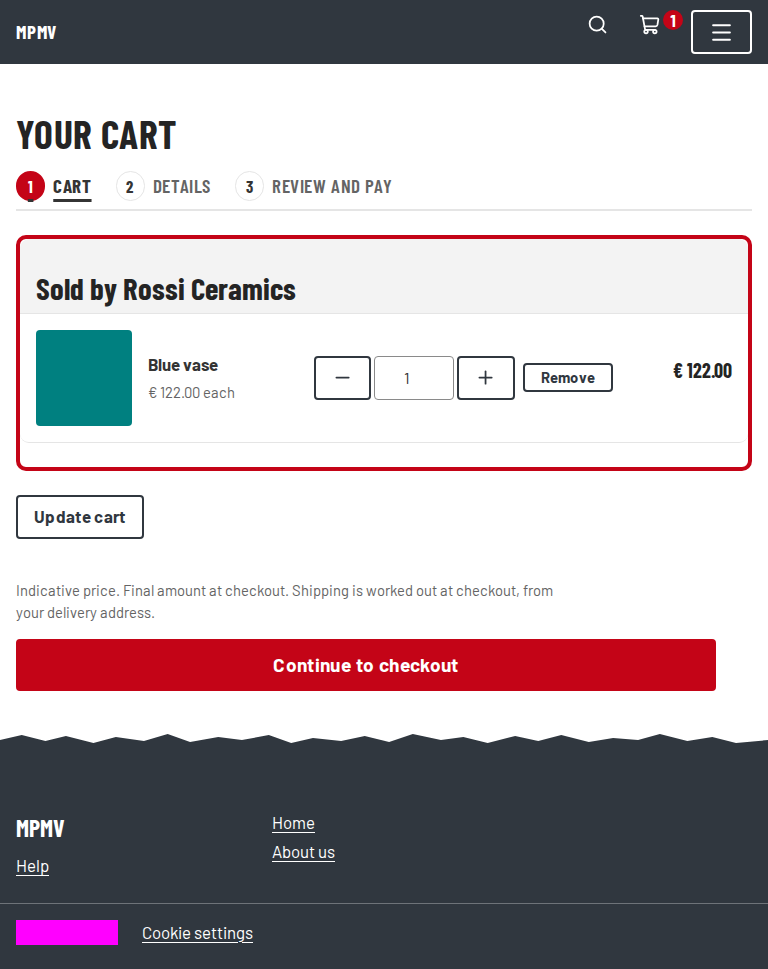 MPMV
1
YOUR CART
1 CART 2 DETAILS 3 REVIEW AND PAY
Sold by Rossi Ceramics
Blue vase
€ 122.00 each
1
Remove
€ 122.00
Update cart
Indicative price. Final amount at checkout. Shipping is worked out at checkout, from
your delivery address.
Continue to checkout
MPMV
Help
Home
About us
Cookie settings